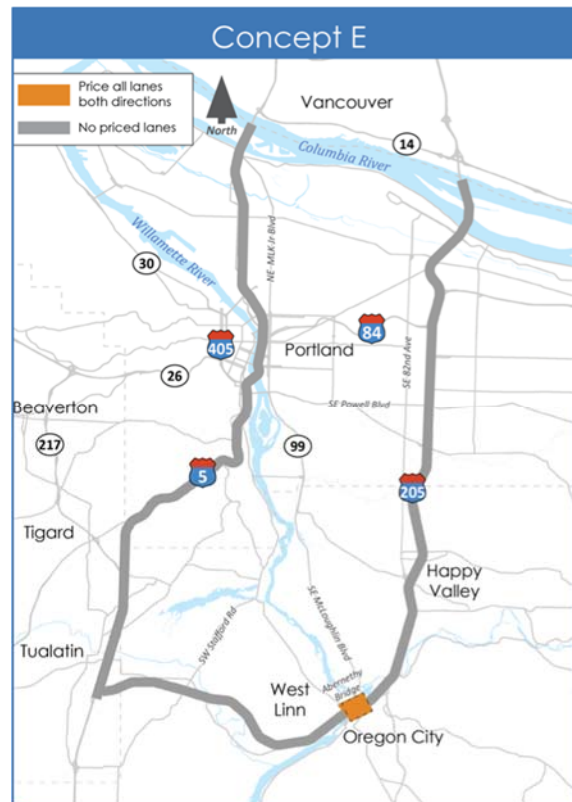 Concept E
Price all lanes
both directions
No priced lanes
North
Vancouver
14
Columbia River
Willamette River
NE MLK Jr Blvd
30
405
Portland
84
SE 82nd Ave
26
SE Powell Blvd
Beaverton
217
99
5
205
Tigard
Happy
Valley
SE McLoughlin Blvd
SW Stafford Rd
Tualatin
West
Linn
Abernethy
Bridge
Oregon City